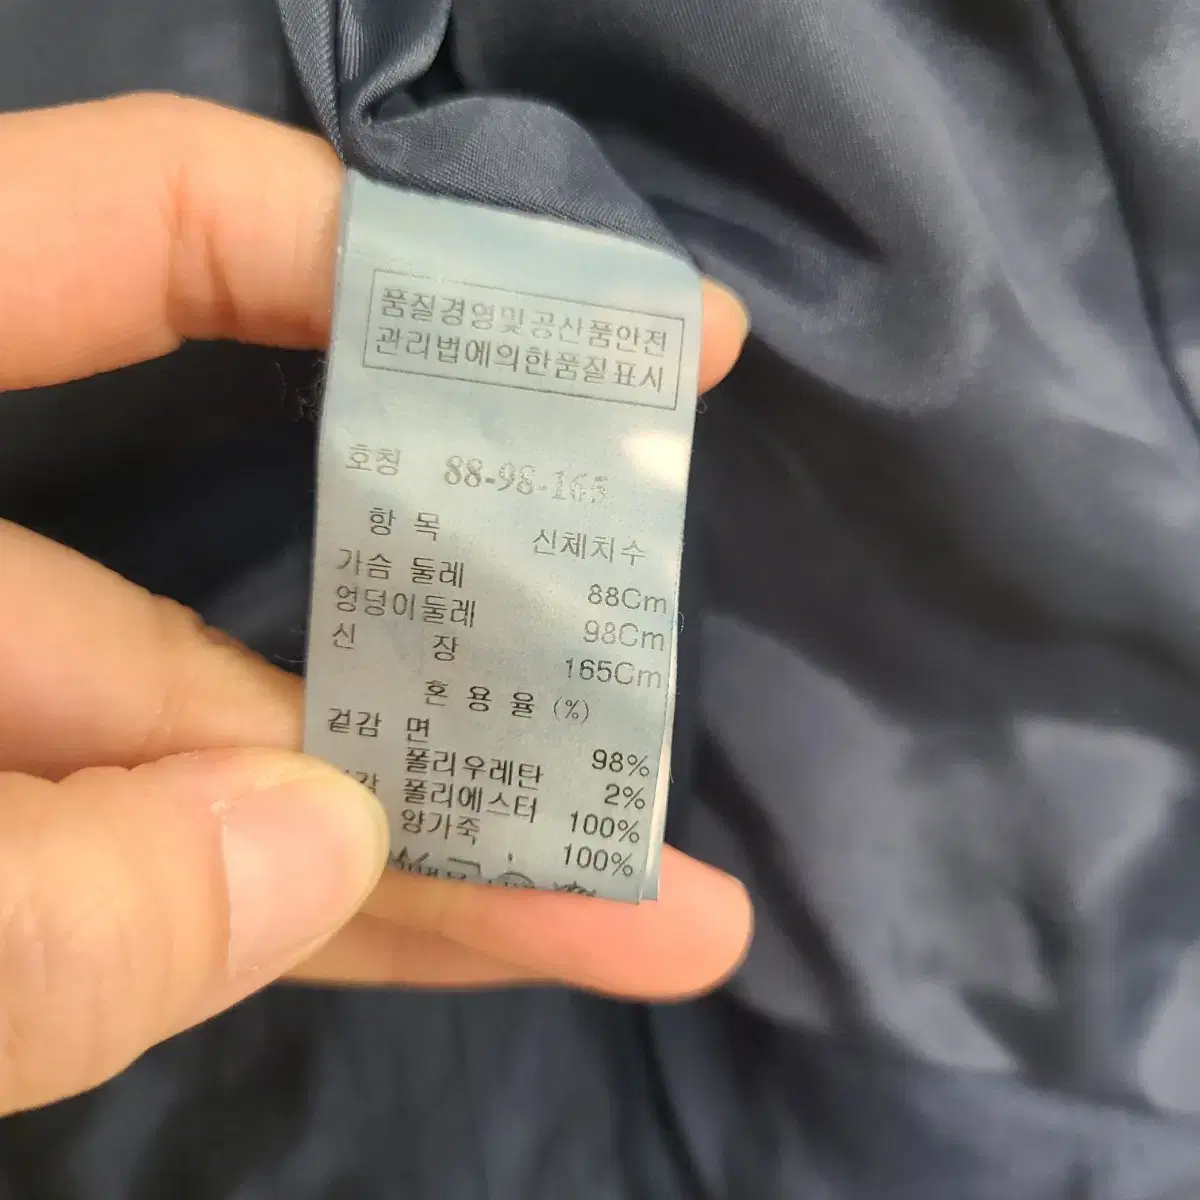 품질경영및공산품안전
관리법에의한품질표시
호칭 88-98-165
항 목 신체치수
가슴 둘레 88Cm
엉덩이둘레 98Cm
신 장 165Cm
혼 용 율 (%)
겉감 면 98%
폴리우레탄 2%
폴리에스터 100%
양가죽 100%